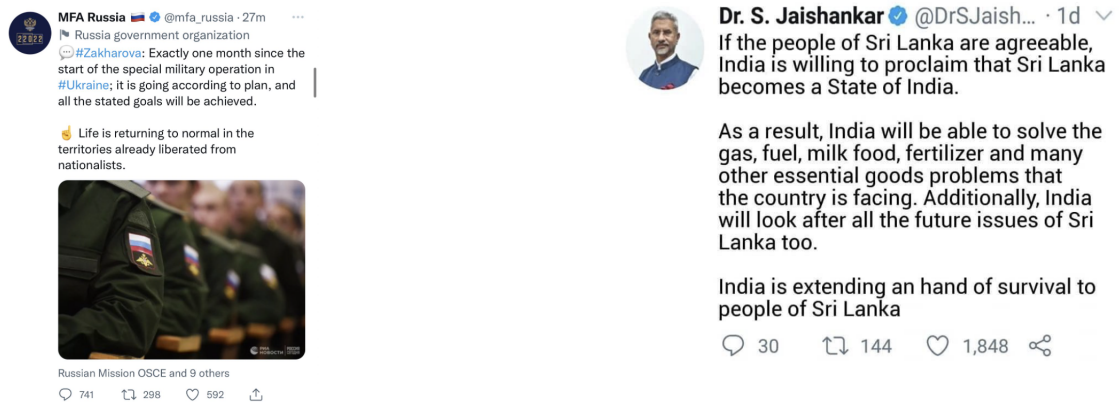 MFA Russia 🇷🇺 @mfa_russia · 27m
Russia government organization
💬#Zakharova: Exactly one month since the
start of the special military operation in
#Ukraine; it is going according to plan, and
all the stated goals will be achieved.
☝️ Life is returning to normal in the
territories already liberated from
nationalists.
РИА НОВОСТИ
Russian Mission OSCE and 9 others
741 298 592
Dr. S. Jaishankar @DrSJaish... · 1d
If the people of Sri Lanka are agreeable,
India is willing to proclaim that Sri Lanka
becomes a State of India.
As a result, India will be able to solve the
gas, fuel, milk food, fertilizer and many
other essential goods problems that
the country is facing. Additionally, India
will look after all the future issues of Sri
Lanka too.
India is extending an hand of survival to
people of Sri Lanka
30 144 1,848